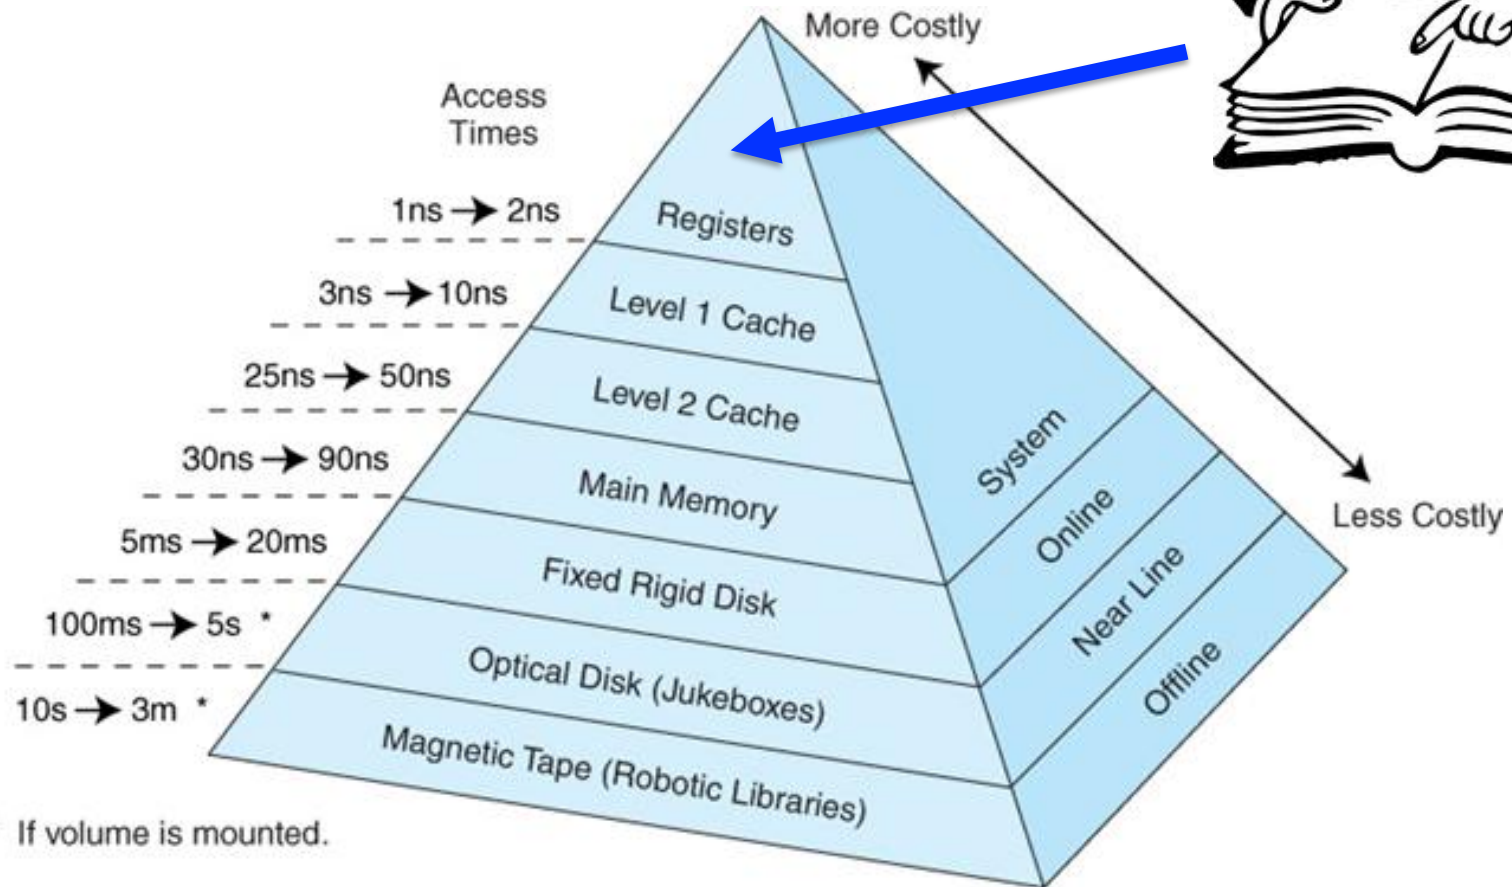 More Costly
Access
Times
1ns → 2ns
Registers
3ns → 10ns
Level 1 Cache
25ns → 50ns
Level 2 Cache
System
30ns → 90ns
Main Memory
Online
Less Costly
5ms → 20ms
Fixed Rigid Disk
Near Line
100ms → 5s *
Optical Disk (Jukeboxes)
Offline
10s → 3m *
Magnetic Tape (Robotic Libraries)
If volume is mounted.